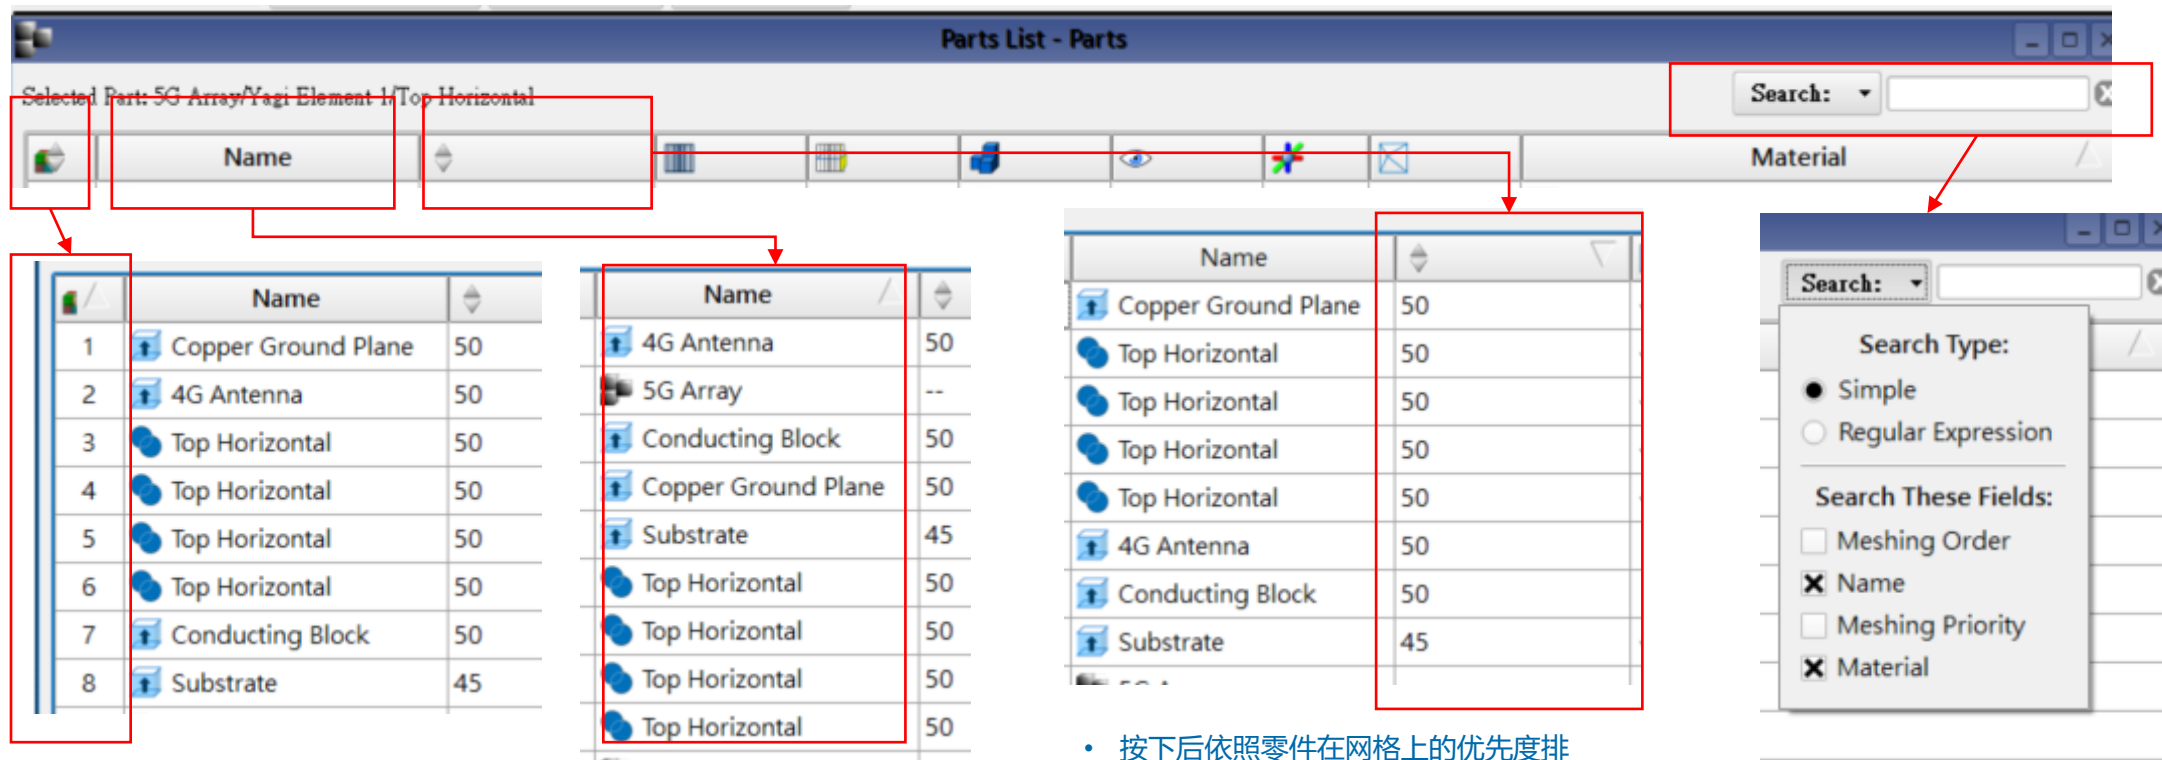 Parts List - Parts
Selected Part: 5G Array/Yagi Element 1/Top Horizontal
Search:
Name
Material
Name
1 Copper Ground Plane 50
2 4G Antenna 50
3 Top Horizontal 50
4 Top Horizontal 50
5 Top Horizontal 50
6 Top Horizontal 50
7 Conducting Block 50
8 Substrate 45
Name
4G Antenna 50
5G Array --
Conducting Block 50
Copper Ground Plane 50
Substrate 45
Top Horizontal 50
Top Horizontal 50
Top Horizontal 50
Top Horizontal 50
Name
Copper Ground Plane 50
Top Horizontal 50
Top Horizontal 50
Top Horizontal 50
Top Horizontal 50
4G Antenna 50
Conducting Block 50
Substrate 45
• 按下后依照零件在网格上的优先度排
Search:
Search Type:
Simple
Regular Expression
Search These Fields:
Meshing Order
Name
Meshing Priority
Material